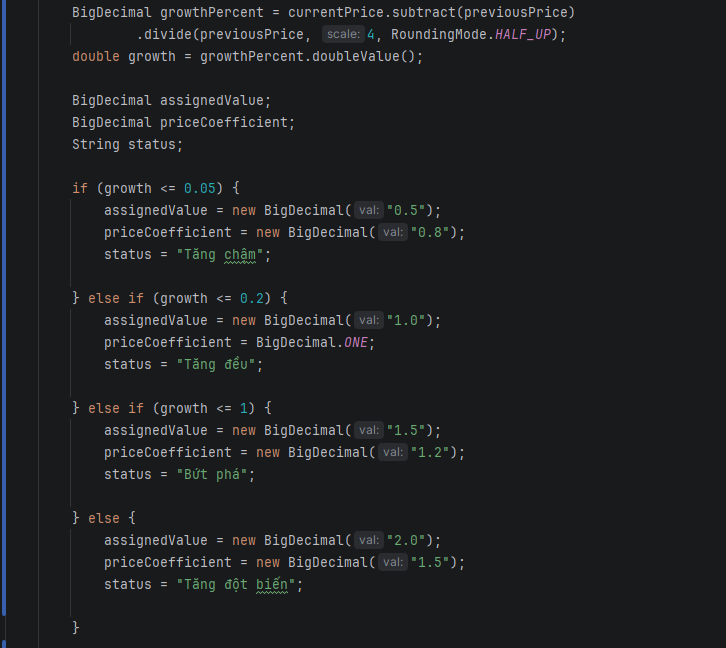 BigDecimal growthPercent = currentPrice.subtract(previousPrice)
.divide(previousPrice, scale: 4, RoundingMode.HALF_UP);
double growth = growthPercent.doubleValue();
BigDecimal assignedValue;
BigDecimal priceCoefficient;
String status;
if (growth <= 0.05) {
assignedValue = new BigDecimal( val: "0.5");
priceCoefficient = new BigDecimal( val: "0.8");
status = "Tăng chậm";
} else if (growth <= 0.2) {
assignedValue = new BigDecimal( val: "1.0");
priceCoefficient = BigDecimal.ONE;
status = "Tăng đều";
} else if (growth <= 1) {
assignedValue = new BigDecimal( val: "1.5");
priceCoefficient = new BigDecimal( val: "1.2");
status = "Bứt phá";
} else {
assignedValue = new BigDecimal( val: "2.0");
priceCoefficient = new BigDecimal( val: "1.5");
status = "Tăng đột biến";
}